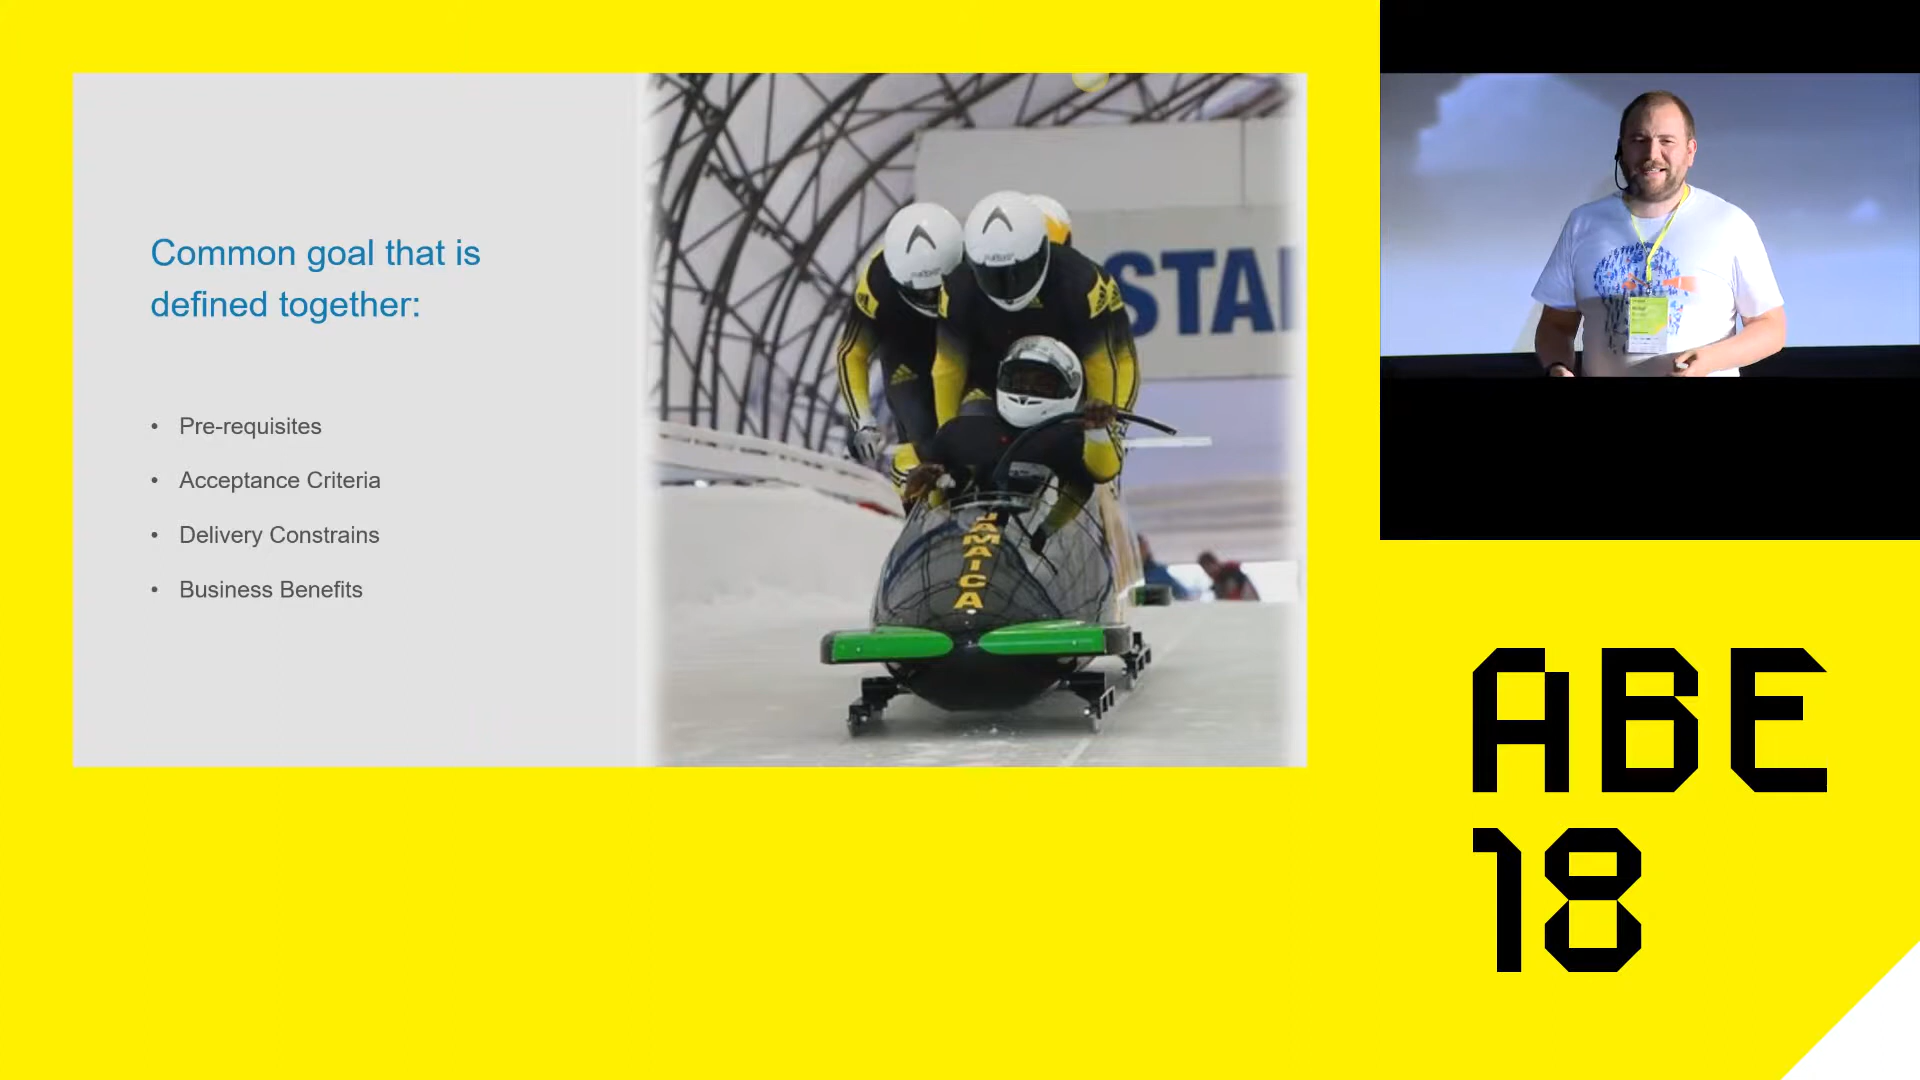 Common goal that is
defined together:
• Pre-requisites
• Acceptance Criteria
• Delivery Constrains
• Business Benefits
STA
JAMAICA
ABE
18